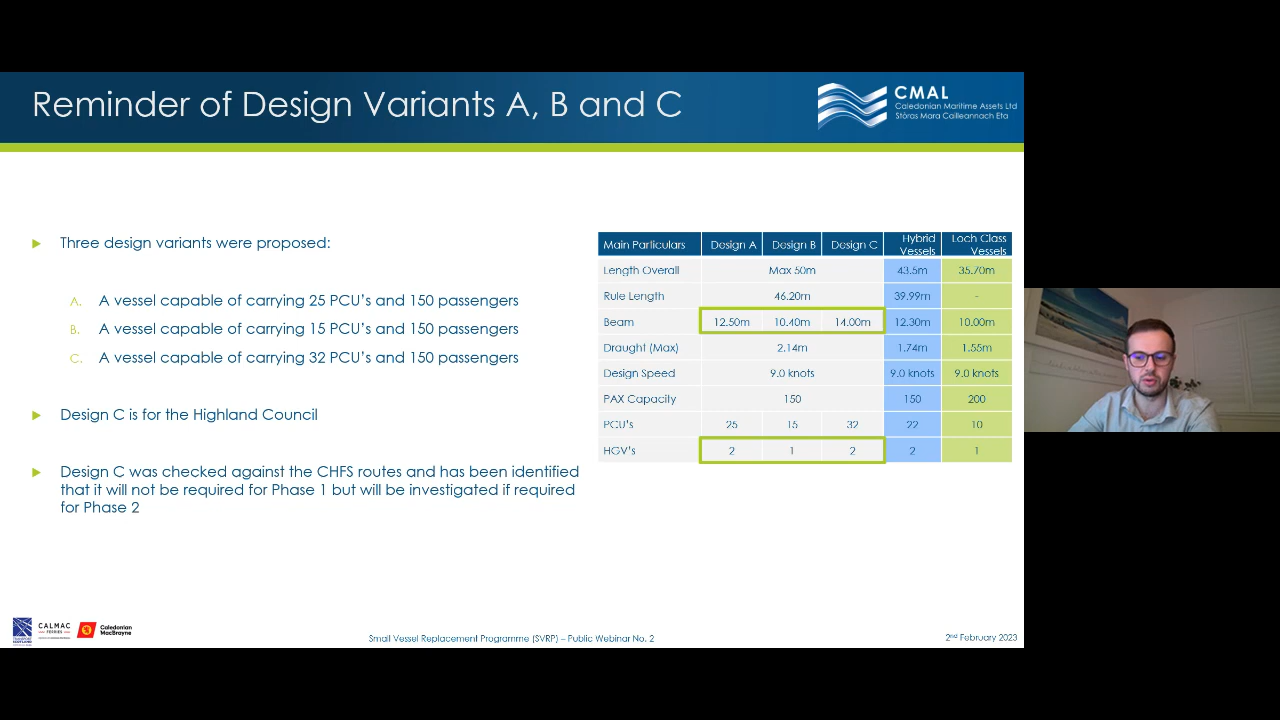 Reminder of Design Variants A, B and C
CMAL
Caledonian Maritime Assets Ltd
Stòras Mara Cailleannach Eta
Three design variants were proposed:
A. A vessel capable of carrying 25 PCU's and 150 passengers
B. A vessel capable of carrying 15 PCU's and 150 passengers
C. A vessel capable of carrying 32 PCU's and 150 passengers
Design C is for the Highland Council
Design C was checked against the CHFS routes and has been identified
that it will not be required for Phase 1 but will be investigated if required
for Phase 2
Main Particulars Design A Design B Design C Hybrid Vessels Loch Class Vessels
Length Overall Max 50m 43.5m 35.70m
Rule Length 46.20m 39.99m -
Beam 12.50m 10.40m 14.00m 12.30m 10.00m
Draught (Max) 2.14m 1.74m 1.55m
Design Speed 9.0 knots 9.0 knots 9.0 knots
PAX Capacity 150 150 200
PCU's 25 15 32 22 10
HGV's 2 1 2 2 1
TRANSPORT
SCOTLAND
CALMAC
FERRIES
Caledonian
MacBrayne
Small Vessel Replacement Programme (SVRP) – Public Webinar No. 2
2nd February 2023